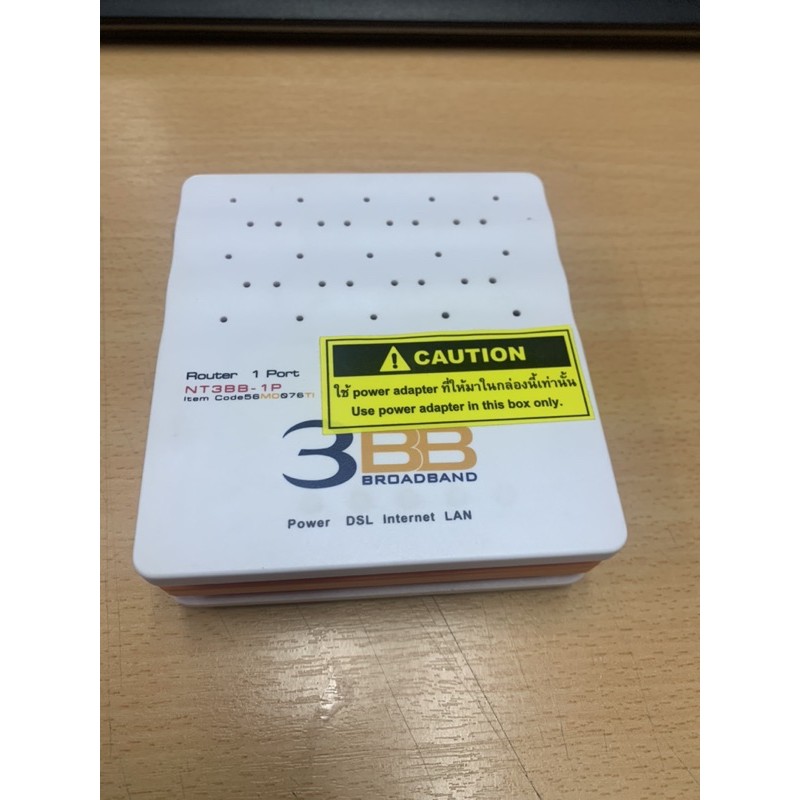 Router 1 Port
NT3BB-1P
Item Code56MO076TI
CAUTION
ใช้ power adapter ที่ให้มาในกล่องนี้เท่านั้น
Use power adapter in this box only.
3BB
BROADBAND
Power DSL Internet LAN